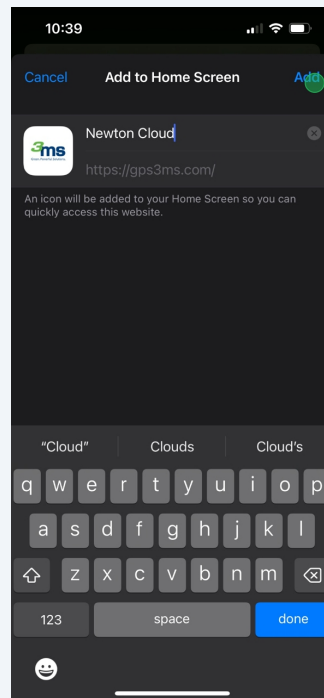 10:39
Cancel
Add to Home Screen
Add
3ms
Newton Cloud
https://gps3ms.com/
An icon will be added to your Home Screen so you can
quickly access this website.
"Cloud"
Clouds
Cloud's
q w e r t y u i o p
a s d f g h j k l
z x c v b n m
123
space
done